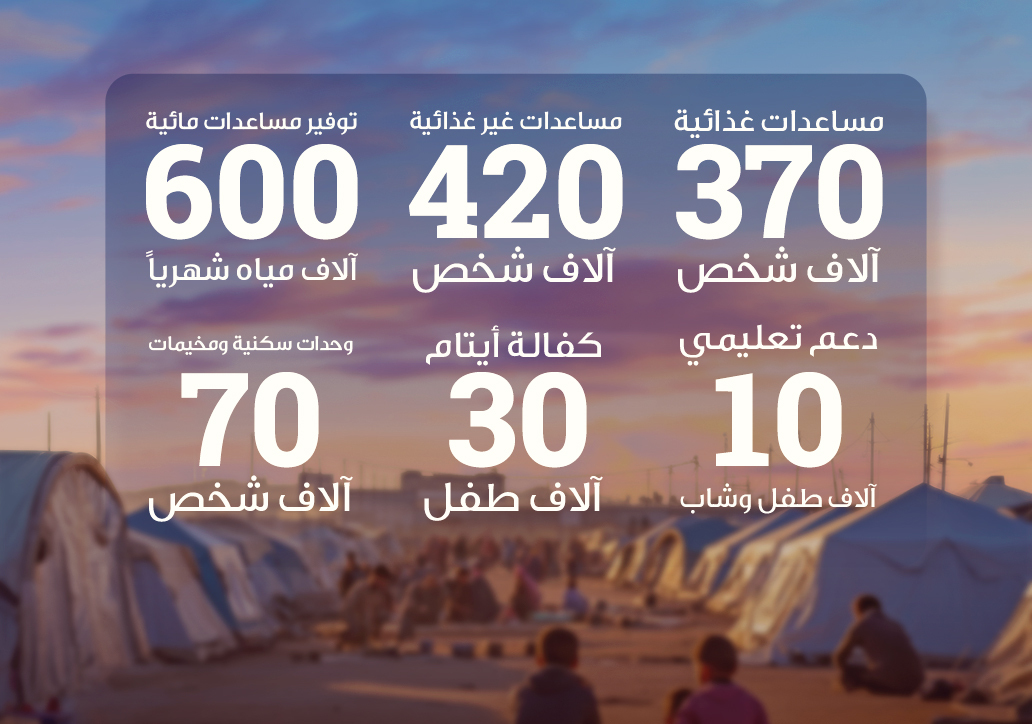 مساعدات غذائية
370
آلاف شخص
مساعدات غير غذائية
420
آلاف شخص
توفير مساعدات مائية
600
آلاف مياه شهرياً
دعم تعليمي
10
آلاف طفل وشاب
كفالة أيتام
30
آلاف طفل
وحدات سكنية ومخيمات
70
آلاف شخص